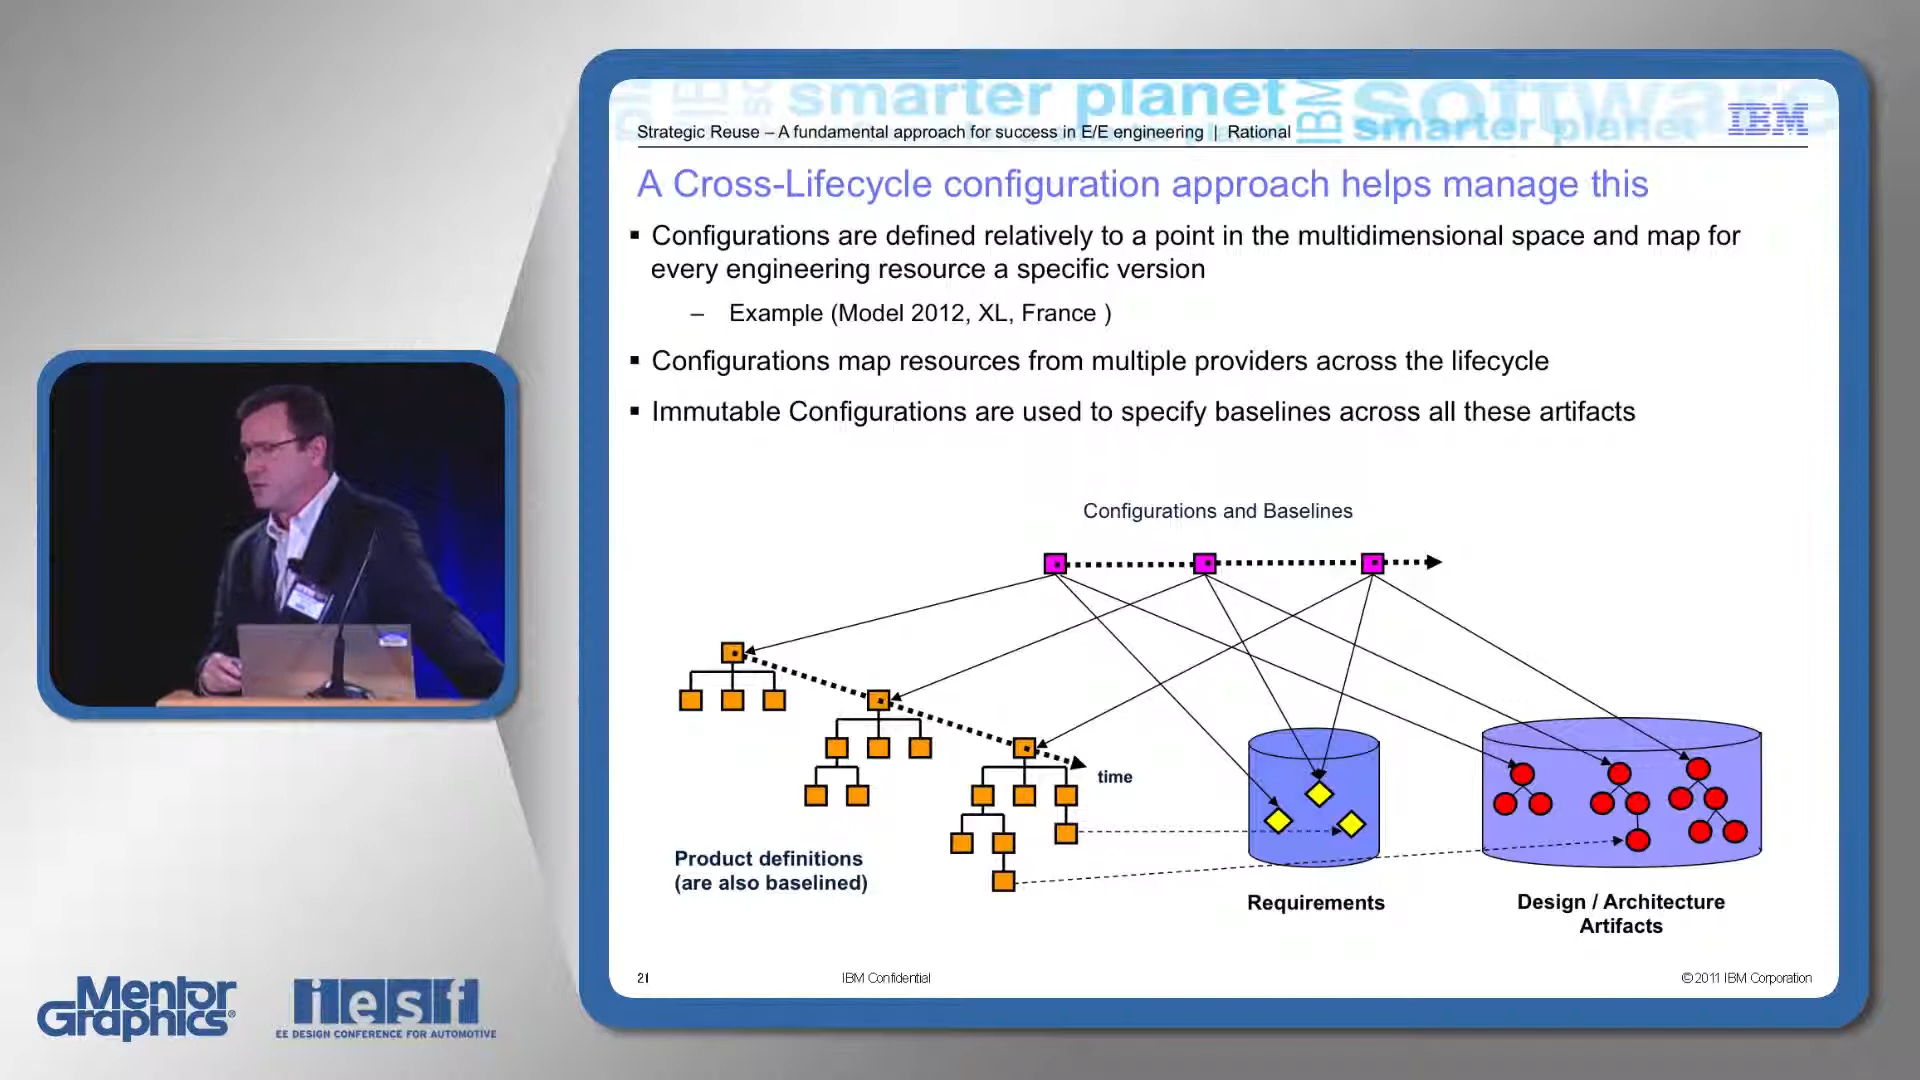 smarter planet
software
IBM
smarter planet
IBM
Strategic Reuse – A fundamental approach for success in E/E engineering | Rational
A Cross-Lifecycle configuration approach helps manage this
▪ Configurations are defined relatively to a point in the multidimensional space and map for
every engineering resource a specific version
– Example (Model 2012, XL, France )
▪ Configurations map resources from multiple providers across the lifecycle
▪ Immutable Configurations are used to specify baselines across all these artifacts
Configurations and Baselines
time
Product definitions
(are also baselined)
Requirements
Design / Architecture
Artifacts
21
IBM Confidential
© 2011 IBM Corporation
Mentor
Graphics®
iesf
EE DESIGN CONFERENCE FOR AUTOMOTIVE